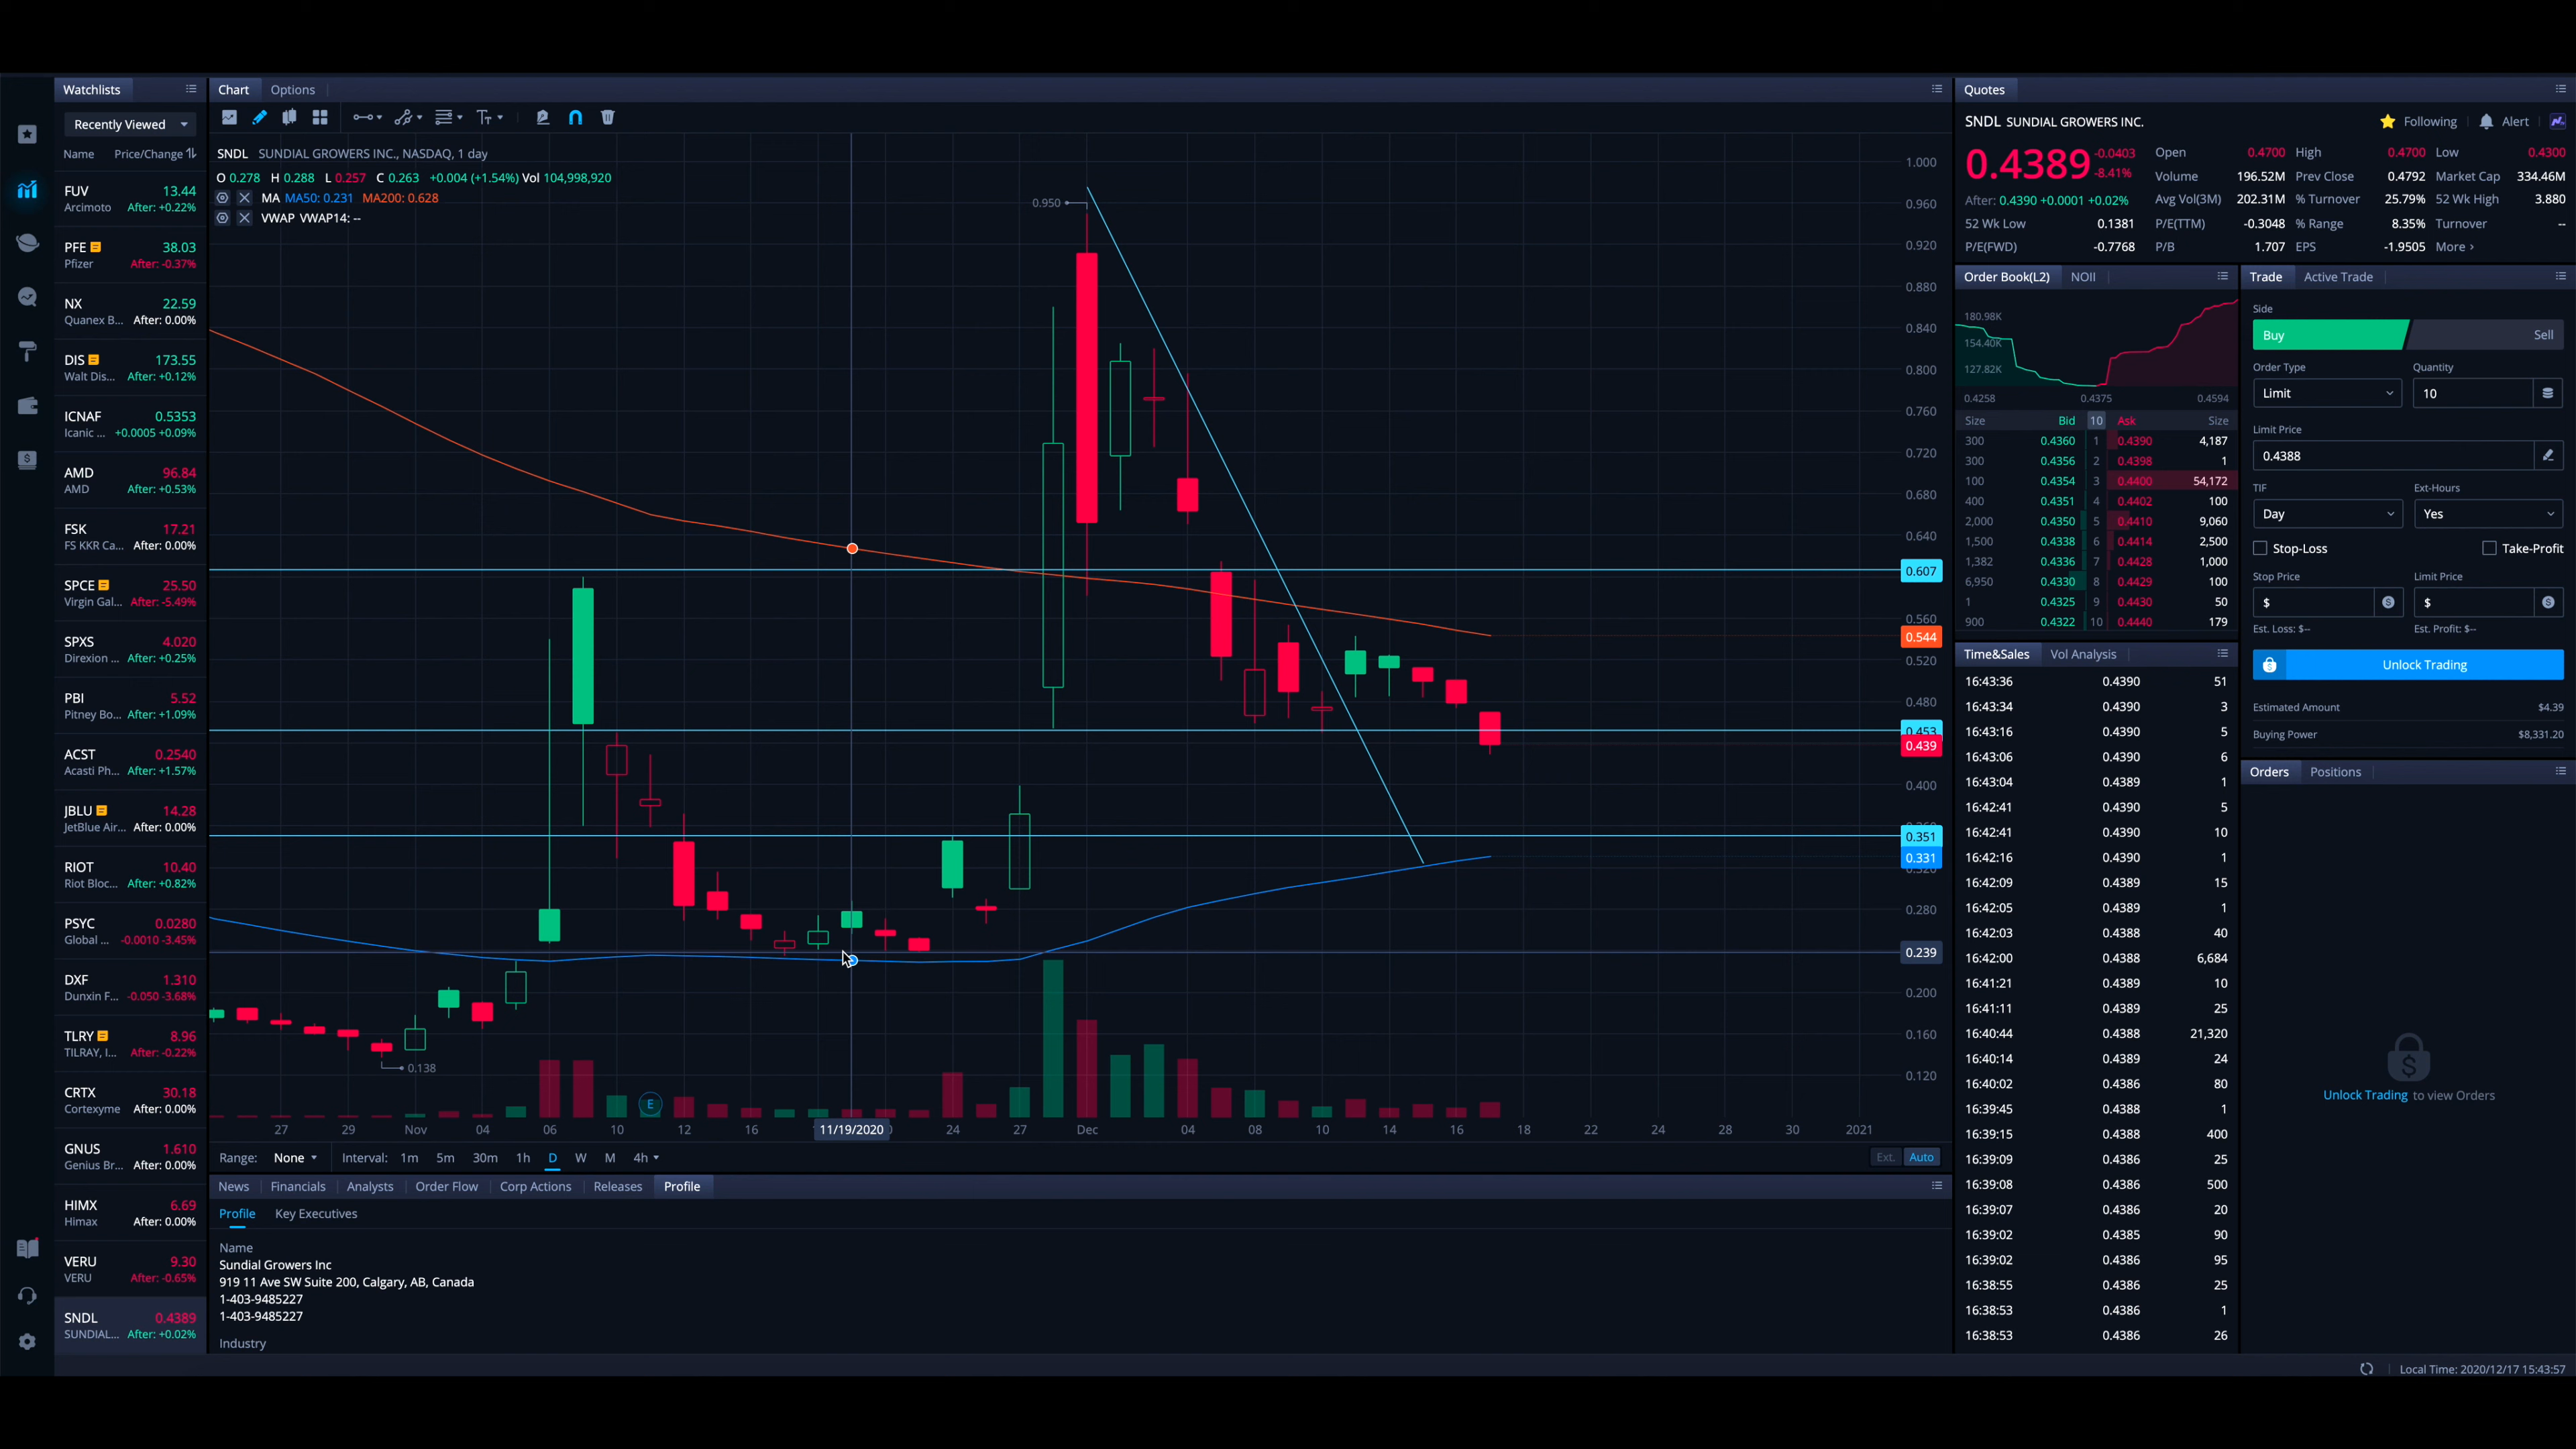 Watchlists
Recently Viewed
Name Price/Change
FUV 13.44
Arcimoto After: +0.22%
PFE 38.03
Pfizer After: -0.37%
NX 22.59
Quanex B... After: 0.00%
DIS 173.55
Walt Dis... After: +0.12%
ICNAF 0.5353
Icanic ... +0.0005 +0.09%
AMD 96.84
AMD After: +0.53%
FSK 17.21
FS KKR Ca... After: 0.00%
SPCE 25.50
Virgin Gal... After: -5.49%
SPXS 4.020
Direxion ... After: +0.25%
PBI 5.52
Pitney Bo... After: +1.09%
ACST 0.2540
Acasti Ph... After: +1.57%
JBLU 14.28
JetBlue Air... After: 0.00%
RIOT 10.40
Riot Bloc... After: +0.82%
PSYC 0.0280
Global ... -0.0010 -3.45%
DXF 1.310
Dunxin F... -0.050 -3.68%
TLRY 8.96
TILRAY, I... After: -0.22%
CRTX 30.18
Cortexyme After: 0.00%
GNUS 1.610
Genius Br... After: 0.00%
HIMX 6.69
Himax After: 0.00%
VERU 9.30
VERU After: -0.65%
SNDL 0.4389
SUNDIAL... After: +0.02%
Chart Options
SNDL SUNDIAL GROWERS INC., NASDAQ, 1 day
O 0.278 H 0.288 L 0.257 C 0.263 +0.004 (+1.54%) Vol 104,998,920
MA MA50: 0.231 MA200: 0.628
VWAP VWAP14: --
0.950
0.138
E
1.000
0.960
0.920
0.880
0.840
0.800
0.760
0.720
0.680
0.640
0.607
0.560
0.544
0.520
0.480
0.453
0.439
0.400
0.351
0.331
0.280
0.239
0.200
0.160
0.120
27 29 Nov 04 06 10 12 16 11/19/2020 24 27 Dec 04 08 10 14 16 18 22 24 28 30 2021
Range: None Interval: 1m 5m 30m 1h D W M 4h Ext. Auto
News Financials Analysts Order Flow Corp Actions Releases Profile
Profile Key Executives
Name
Sundial Growers Inc
919 11 Ave SW Suite 200, Calgary, AB, Canada
1-403-9485227
1-403-9485227
Industry
Quotes
SNDL SUNDIAL GROWERS INC. Following Alert
0.4389 -0.0403 -8.41%
After: 0.4390 +0.0001 +0.02%
Open 0.4700 High 0.4700 Low 0.4300
Volume 196.52M Prev Close 0.4792 Market Cap 334.46M
Avg Vol(3M) 202.31M % Turnover 25.79% 52 Wk High 3.880
52 Wk Low 0.1381 P/E(TTM) -0.3048 % Range 8.35% Turnover --
P/E(FWD) -0.7768 P/B 1.707 EPS -1.9505 More ›
Order Book(L2) NOII
180.98K
154.40K
127.82K
0.4258 0.4375 0.4594
Size Bid 10 Ask Size
300 0.4360 1 0.4390 4,187
300 0.4356 2 0.4398 1
100 0.4354 3 0.4400 54,172
400 0.4351 4 0.4402 100
2,000 0.4350 5 0.4410 9,060
1,500 0.4338 6 0.4414 2,500
1,382 0.4336 7 0.4428 1,000
6,950 0.4330 8 0.4429 100
1 0.4325 9 0.4430 50
900 0.4322 10 0.4440 179
Time&Sales Vol Analysis
16:43:36 0.4390 51
16:43:34 0.4390 3
16:43:16 0.4390 5
16:43:06 0.4390 6
16:43:04 0.4389 1
16:42:41 0.4390 5
16:42:41 0.4390 10
16:42:16 0.4390 1
16:42:09 0.4389 15
16:42:05 0.4389 1
16:42:03 0.4388 40
16:42:00 0.4388 6,684
16:41:21 0.4389 10
16:41:11 0.4389 25
16:40:44 0.4388 21,320
16:40:14 0.4389 24
16:40:02 0.4386 80
16:39:45 0.4388 1
16:39:15 0.4388 400
16:39:09 0.4386 25
16:39:08 0.4386 500
16:39:07 0.4386 20
16:39:02 0.4385 90
16:39:02 0.4386 95
16:38:55 0.4386 25
16:38:53 0.4386 1
16:38:53 0.4386 26
Trade Active Trade
Side
Buy Sell
Order Type Quantity
Limit 10
Limit Price
0.4388
TIF Ext-Hours
Day Yes
Stop-Loss Take-Profit
Stop Price Limit Price
$ $
Est. Loss: $-- Est. Profit: $--
Unlock Trading
Estimated Amount $4.39
Buying Power $8,331.20
Orders Positions
Unlock Trading to view Orders
Local Time: 2020/12/17 15:43:57